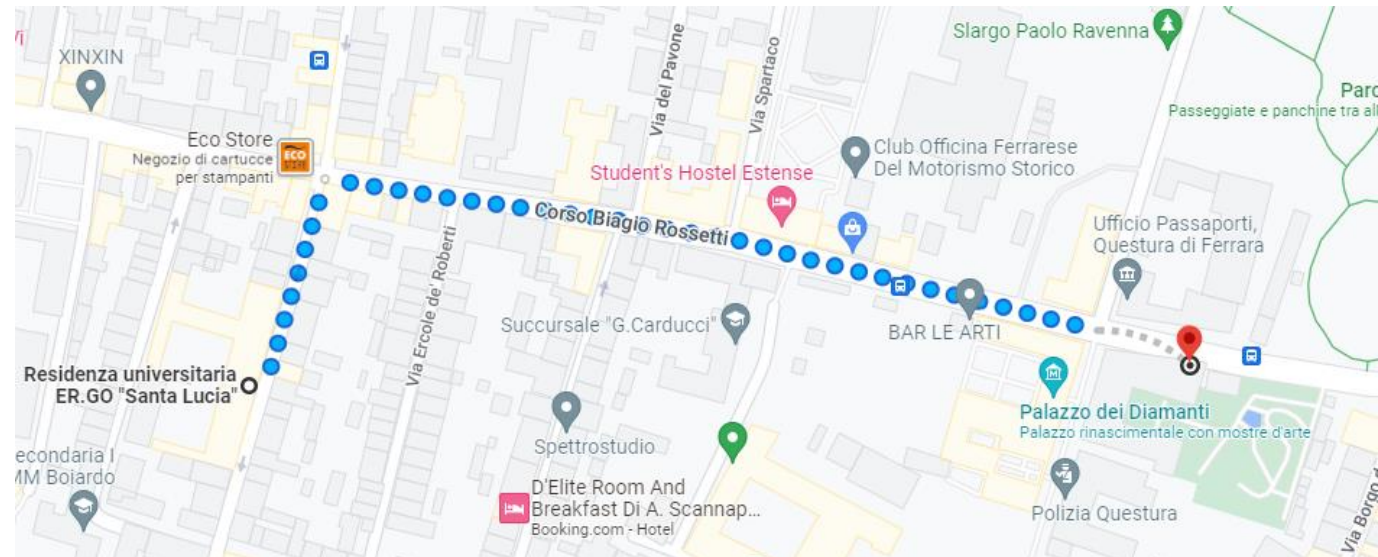 Vi
XINXIN
Eco Store
Negozio di cartucce
per stampanti
ECO
STORE
Via del Pavone
Via Spartaco
Slargo Paolo Ravenna
Parc
Passeggiate e panchine tra all
Student's Hostel Estense
Club Officina Ferrarese
Del Motorismo Storico
Ufficio Passaporti,
Questura di Ferrara
Corso Biagio Rossetti
Via Ercole de' Roberti
Succursale "G.Carducci"
BAR LE ARTI
Residenza universitaria
ER.GO "Santa Lucia"
Palazzo dei Diamanti
Palazzo rinascimentale con mostre d'arte
M
econdaria I
MM Boiardo
Spettrostudio
D'Elite Room And
Breakfast Di A. Scannap...
Booking.com - Hotel
Polizia Questura
Via Borgo d